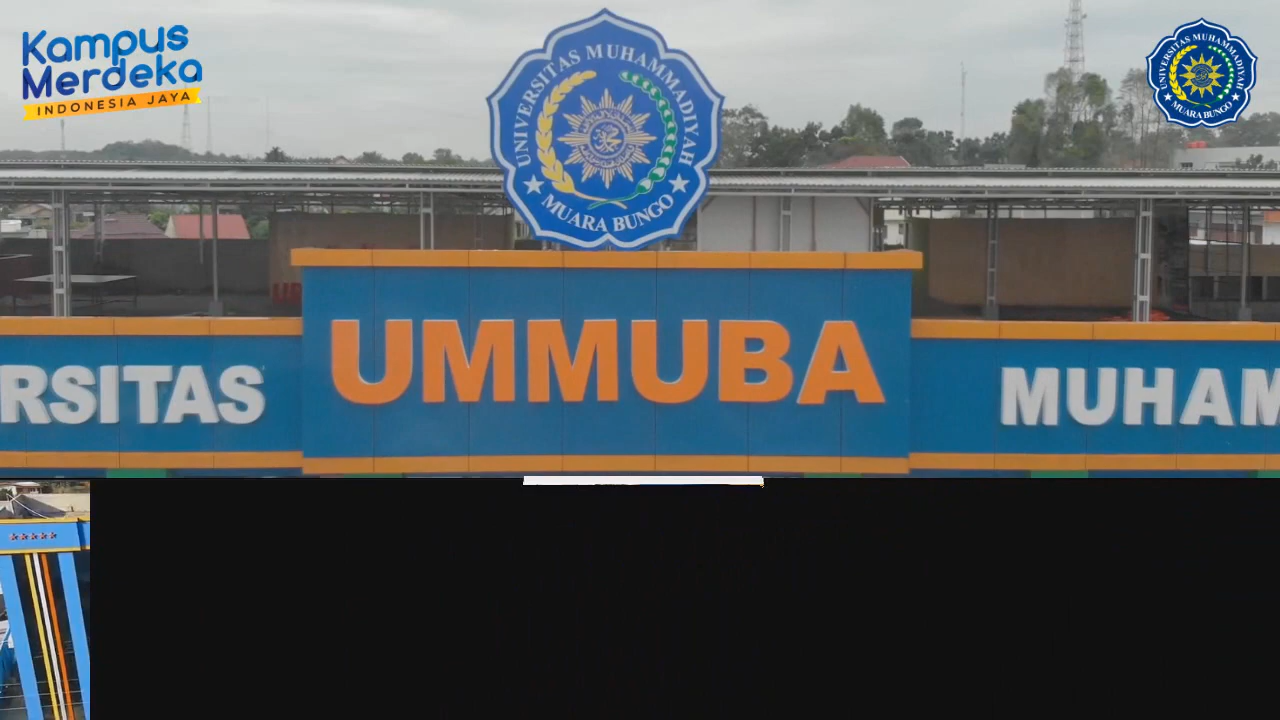 Kampus
Merdeka
INDONESIA JAYA
UNIVERSITAS MUHAMMADIYAH
MUARA BUNGO
UNIVERSITAS MUHAMMADIYAH
MUARA BUNGO
RSITAS
UMMUBA
MUHAM